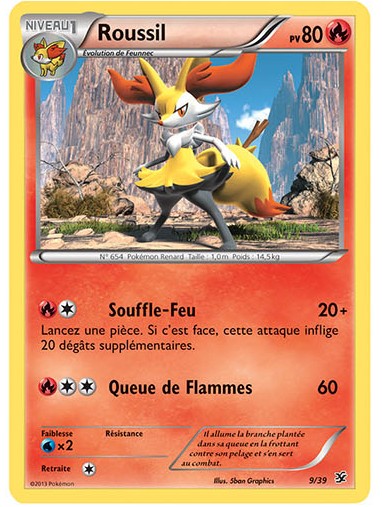 NIVEAU 1
Roussil
PV 80
Évolution de Feunnec
N° 654 Pokémon Renard Taille : 1,0m Poids : 14,5kg
Souffle-Feu 20+
Lancez une pièce. Si c'est face, cette attaque inflige
20 dégâts supplémentaires.
Queue de Flammes 60
Faiblesse Résistance
×2
Retraite
Il allume la branche plantée
dans sa queue en la frottant
contre son pelage et s'en sert
au combat.
©2013 Pokémon
Illus. 5ban Graphics
9/39